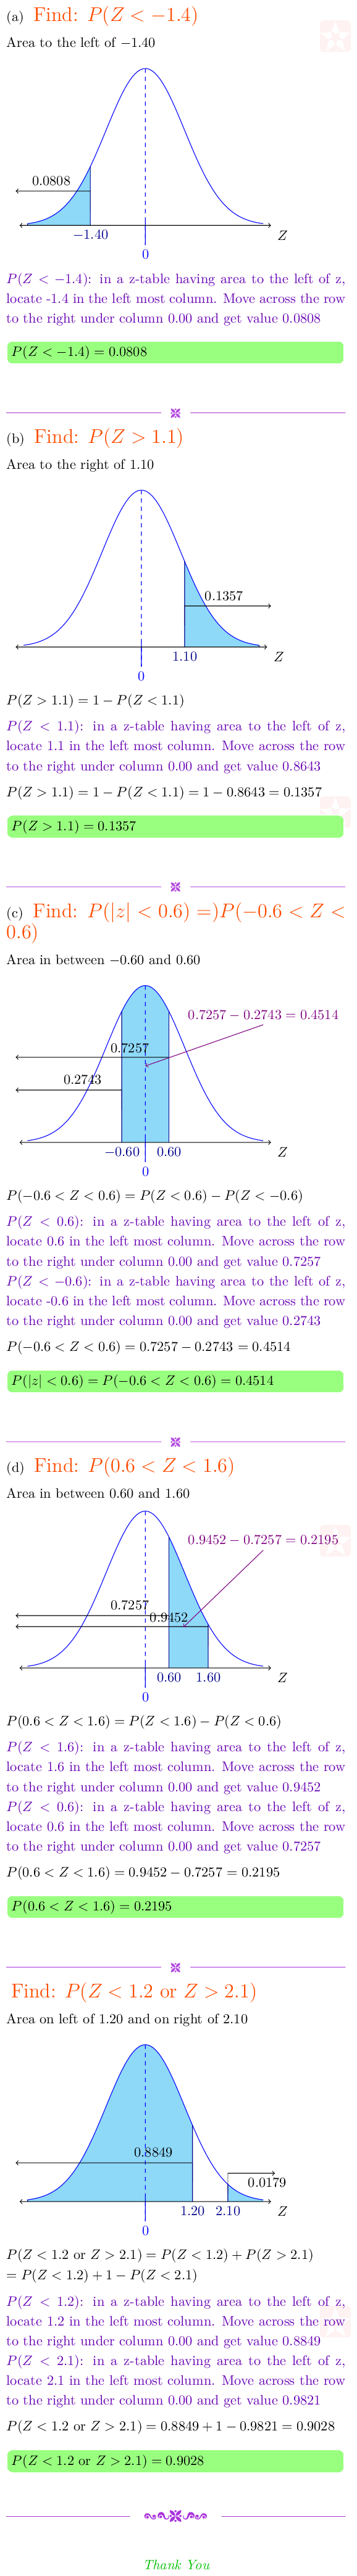 (a) Find: P(Z < −1.4)
Area to the left of −1.40
0.0808
−1.40
Z
0
P(Z < −1.4): in a z-table having area to the left of z,
locate -1.4 in the left most column. Move across the row
to the right under column 0.00 and get value 0.0808
P(Z < −1.4) = 0.0808
(b) Find: P(Z > 1.1)
Area to the right of 1.10
0.1357
1.10
Z
0
P(Z > 1.1) = 1 − P(Z < 1.1)
P(Z < 1.1): in a z-table having area to the left of z,
locate 1.1 in the left most column. Move across the row
to the right under column 0.00 and get value 0.8643
P(Z > 1.1) = 1 − P(Z < 1.1) = 1 − 0.8643 = 0.1357
P(Z > 1.1) = 0.1357
(c) Find: P(|z| < 0.6) =)P(−0.6 < Z <
0.6)
Area in between −0.60 and 0.60
0.7257 − 0.2743 = 0.4514
0.7257
0.2743
−0.60 0.60
Z
0
P(−0.6 < Z < 0.6) = P(Z < 0.6) − P(Z < −0.6)
P(Z < 0.6): in a z-table having area to the left of z,
locate 0.6 in the left most column. Move across the row
to the right under column 0.00 and get value 0.7257
P(Z < −0.6): in a z-table having area to the left of z,
locate -0.6 in the left most column. Move across the row
to the right under column 0.00 and get value 0.2743
P(−0.6 < Z < 0.6) = 0.7257 − 0.2743 = 0.4514
P(|z| < 0.6) = P(−0.6 < Z < 0.6) = 0.4514
(d) Find: P(0.6 < Z < 1.6)
Area in between 0.60 and 1.60
0.9452 − 0.7257 = 0.2195
0.7257
0.9452
0.60 1.60
Z
0
P(0.6 < Z < 1.6) = P(Z < 1.6) − P(Z < 0.6)
P(Z < 1.6): in a z-table having area to the left of z,
locate 1.6 in the left most column. Move across the row
to the right under column 0.00 and get value 0.9452
P(Z < 0.6): in a z-table having area to the left of z,
locate 0.6 in the left most column. Move across the row
to the right under column 0.00 and get value 0.7257
P(0.6 < Z < 1.6) = 0.9452 − 0.7257 = 0.2195
P(0.6 < Z < 1.6) = 0.2195
Find: P(Z < 1.2 or Z > 2.1)
Area on left of 1.20 and on right of 2.10
0.8849
0.0179
1.20 2.10
Z
0
P(Z < 1.2 or Z > 2.1) = P(Z < 1.2) + P(Z > 2.1)
= P(Z < 1.2) + 1 − P(Z < 2.1)
P(Z < 1.2): in a z-table having area to the left of z,
locate 1.2 in the left most column. Move across the row
to the right under column 0.00 and get value 0.8849
P(Z < 2.1): in a z-table having area to the left of z,
locate 2.1 in the left most column. Move across the row
to the right under column 0.00 and get value 0.9821
P(Z < 1.2 or Z > 2.1) = 0.8849 + 1 − 0.9821 = 0.9028
P(Z < 1.2 or Z > 2.1) = 0.9028
Thank You